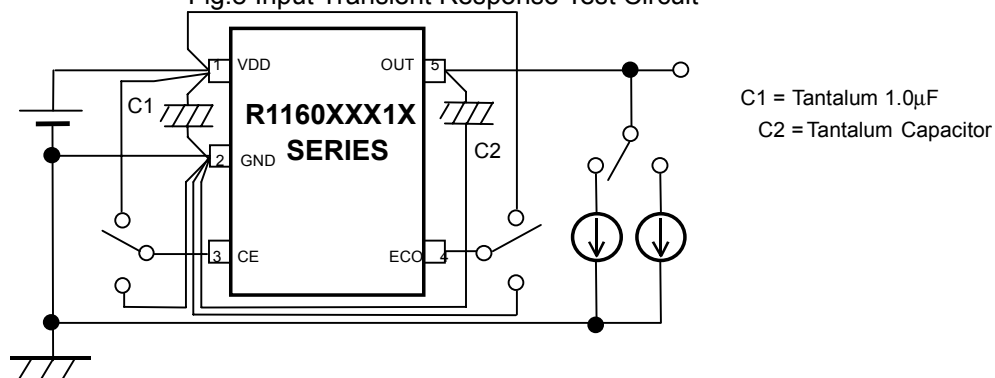 Fig.3 Input Transient Response Test Circuit
1 VDD OUT 5
C1
R1160XXX1X
SERIES
C2
2 GND
3 CE ECO 4
C1 = Tantalum 1.0μF
C2 = Tantalum Capacitor